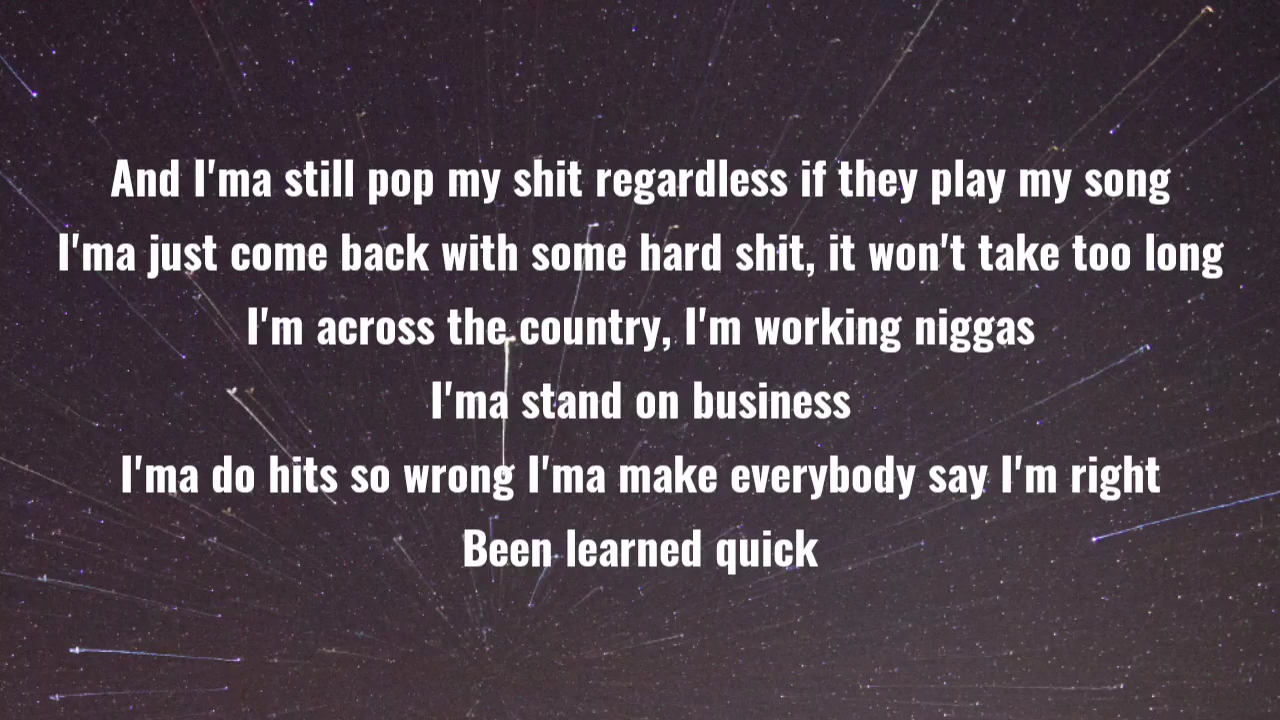 And I'ma still pop my shit regardless if they play my song
I'ma just come back with some hard shit, it won't take too long
I'm across the country, I'm working niggas
I'ma stand on business
I'ma do hits so wrong I'ma make everybody say I'm right
Been learned quick